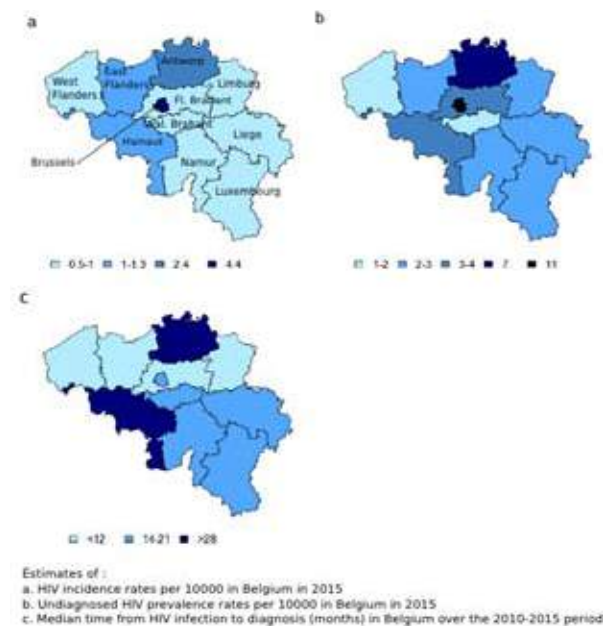 a
b
Antwerp
East
Flanders
West
Flanders
Limburg
Fl. Brabant
Wal. Brabant
Liege
Hainaut
Brussels
Namur
Luxembourg
0.5-1 1-1.3 2.4 4.4
1-2 2-3 3-4 7 11
c
<12 14-21 >28
Estimates of :
a. HIV incidence rates per 10000 in Belgium in 2015
b. Undiagnosed HIV prevalence rates per 10000 in Belgium in 2015
c. Median time from HIV infection to diagnosis (months) in Belgium over the 2010-2015 period